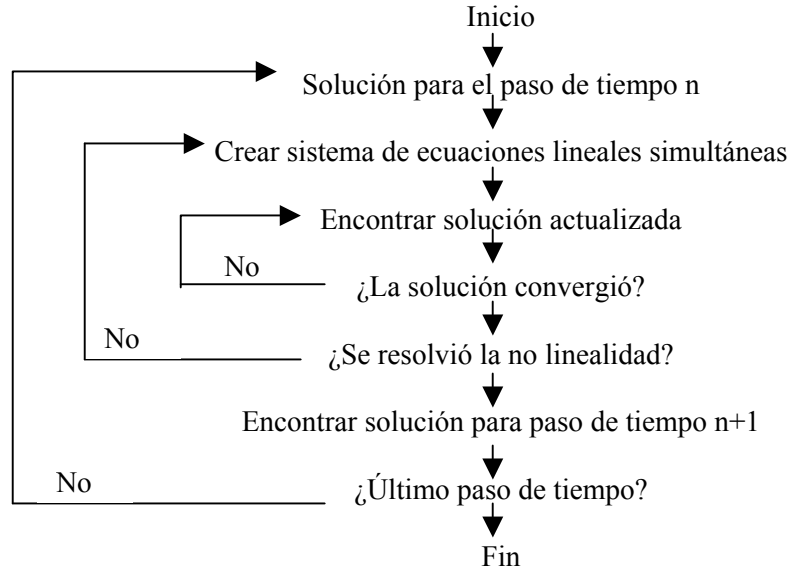 Inicio
Solución para el paso de tiempo n
Crear sistema de ecuaciones lineales simultáneas
Encontrar solución actualizada
No
¿La solución convergió?
No
¿Se resolvió la no linealidad?
Encontrar solución para paso de tiempo n+1
No
¿Último paso de tiempo?
Fin